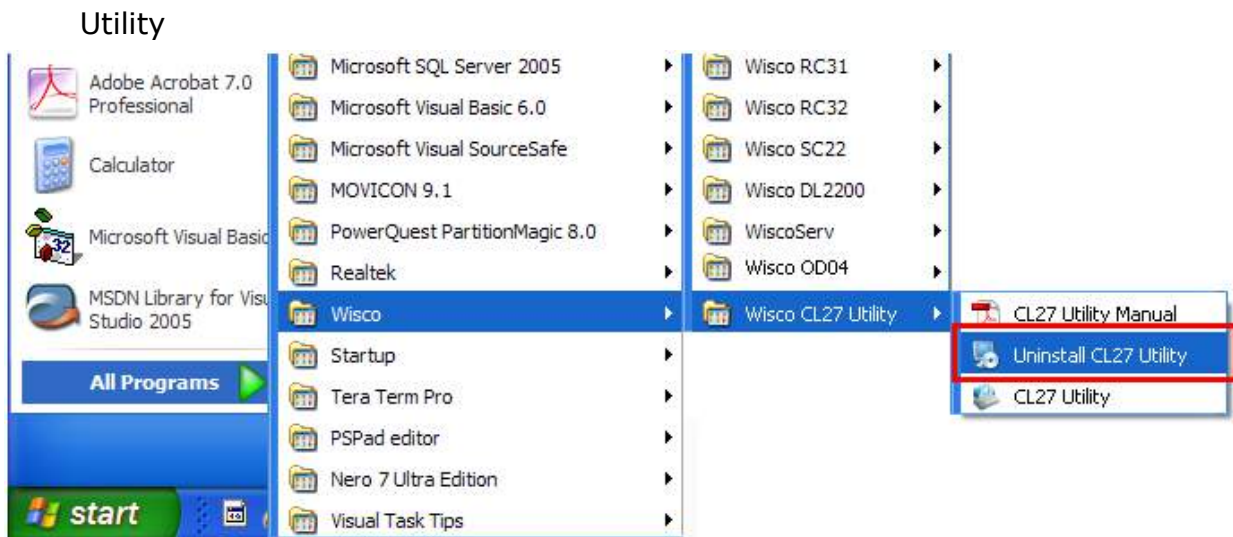 Utility
Adobe Acrobat 7.0
Professional
Calculator
Microsoft Visual Basic
MSDN Library for Visu
Studio 2005
All Programs
start
Microsoft SQL Server 2005
Microsoft Visual Basic 6.0
Microsoft Visual SourceSafe
MOVICON 9.1
PowerQuest PartitionMagic 8.0
Realtek
Wisco
Startup
Tera Term Pro
PSPad editor
Nero 7 Ultra Edition
Visual Task Tips
Wisco RC31
Wisco RC32
Wisco SC22
Wisco DL2200
WiscoServ
Wisco OD04
Wisco CL27 Utility
CL27 Utility Manual
Uninstall CL27 Utility
CL27 Utility